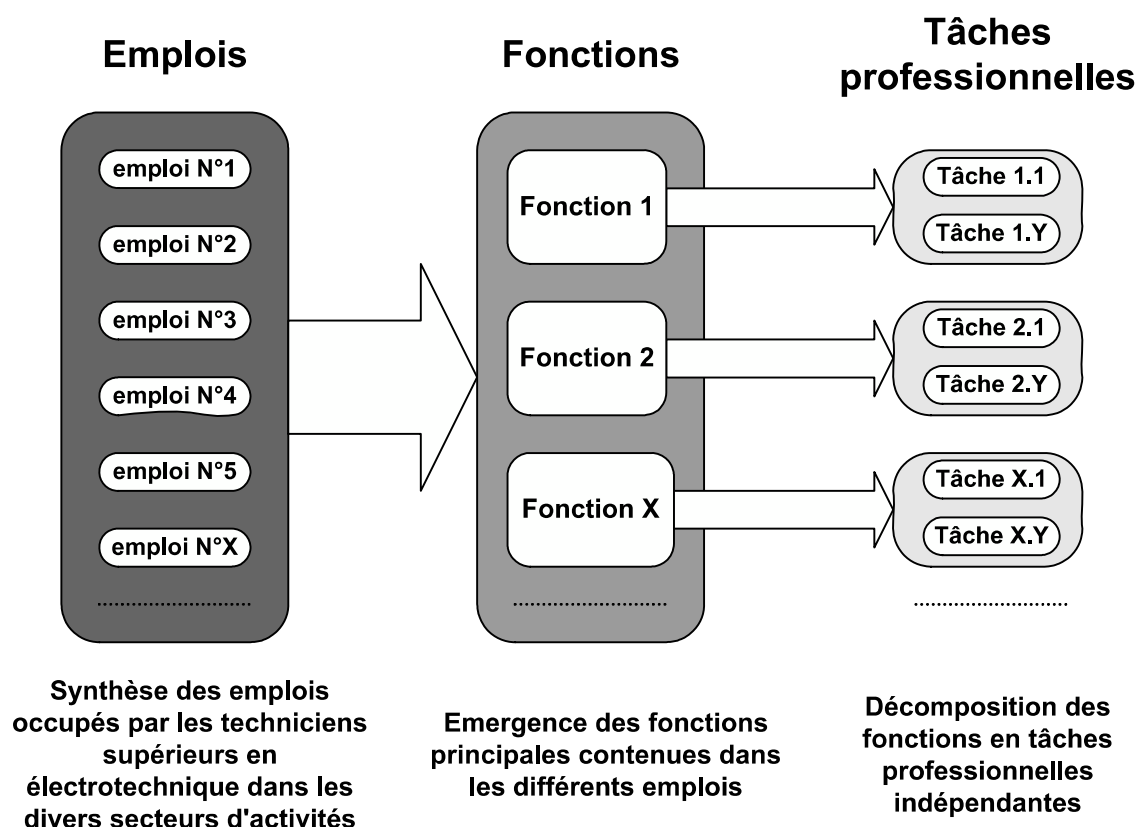 Emplois
emploi N°1
emploi N°2
emploi N°3
emploi N°4
emploi N°5
emploi N°X
Synthèse des emplois
occupés par les techniciens
supérieurs en
électrotechnique dans les
divers secteurs d'activités
Fonctions
Fonction 1
Fonction 2
Fonction X
Emergence des fonctions
principales contenues dans
les différents emplois
Tâches
professionnelles
Tâche 1.1
Tâche 1.Y
Tâche 2.1
Tâche 2.Y
Tâche X.1
Tâche X.Y
Décomposition des
fonctions en tâches
professionnelles
indépendantes